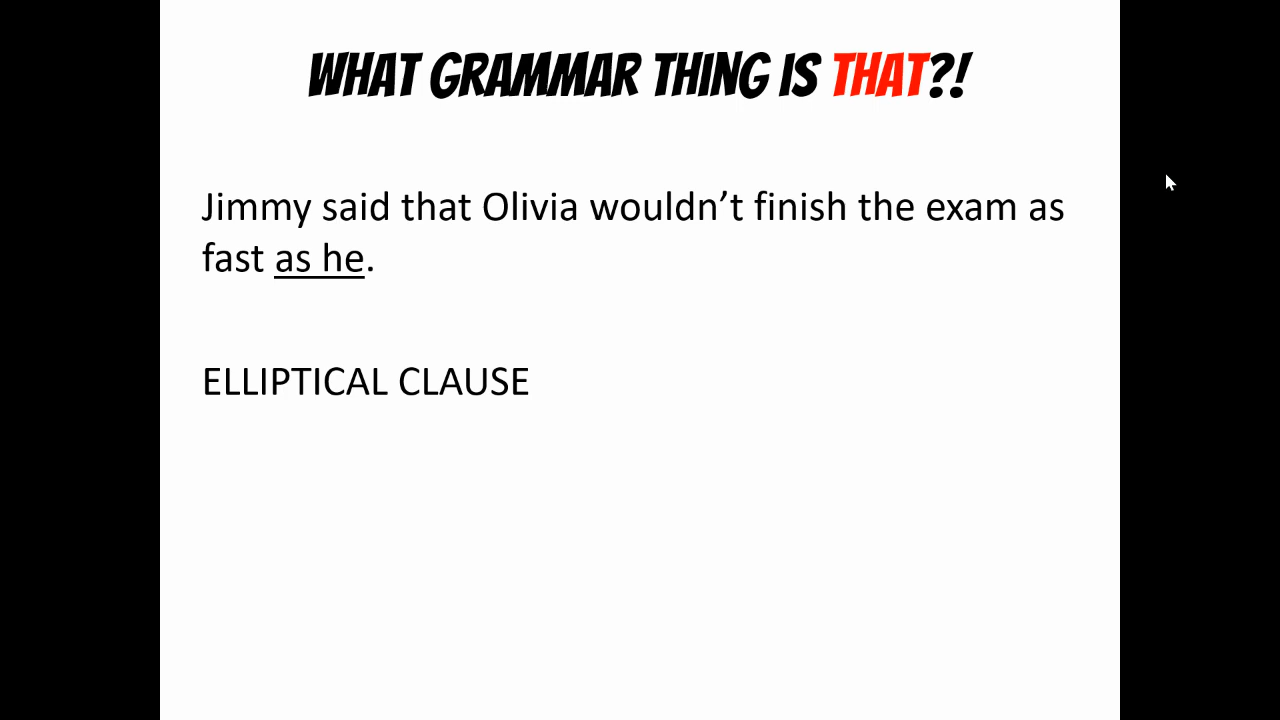 WHAT GRAMMAR THING IS THAT?!
Jimmy said that Olivia wouldn’t finish the exam as
fast as he.
ELLIPTICAL CLAUSE